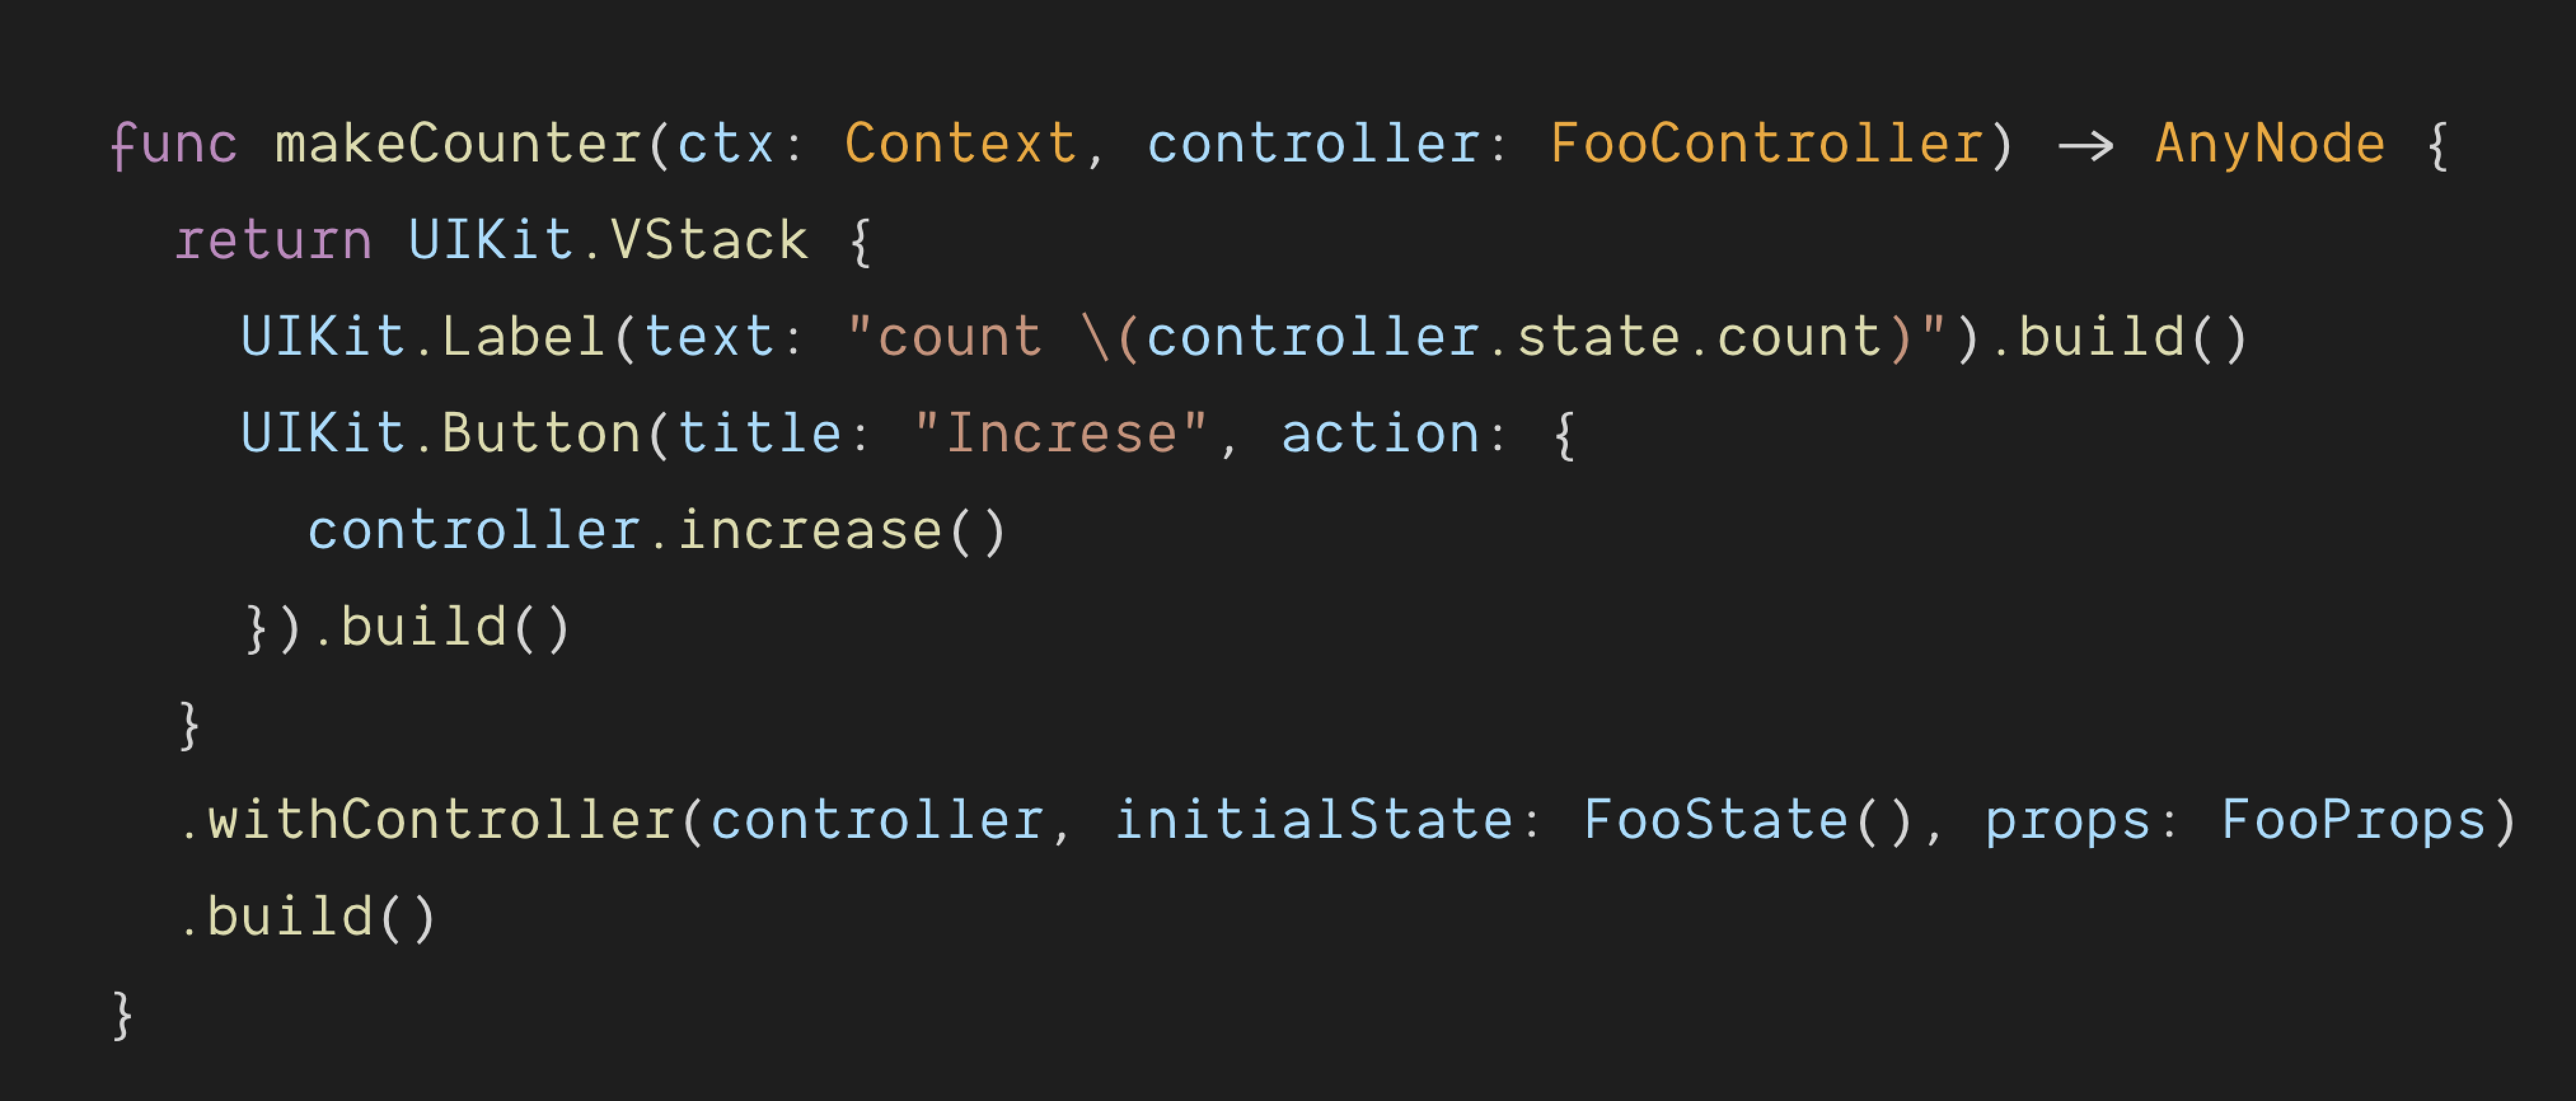 func makeCounter(ctx: Context, controller: FooController) -> AnyNode {
  return UIKit.VStack {
    UIKit.Label(text: "count \(controller.state.count)").build()
    UIKit.Button(title: "Increse", action: {
      controller.increase()
    }).build()
  }
  .withController(controller, initialState: FooState(), props: FooProps)
  .build()
}